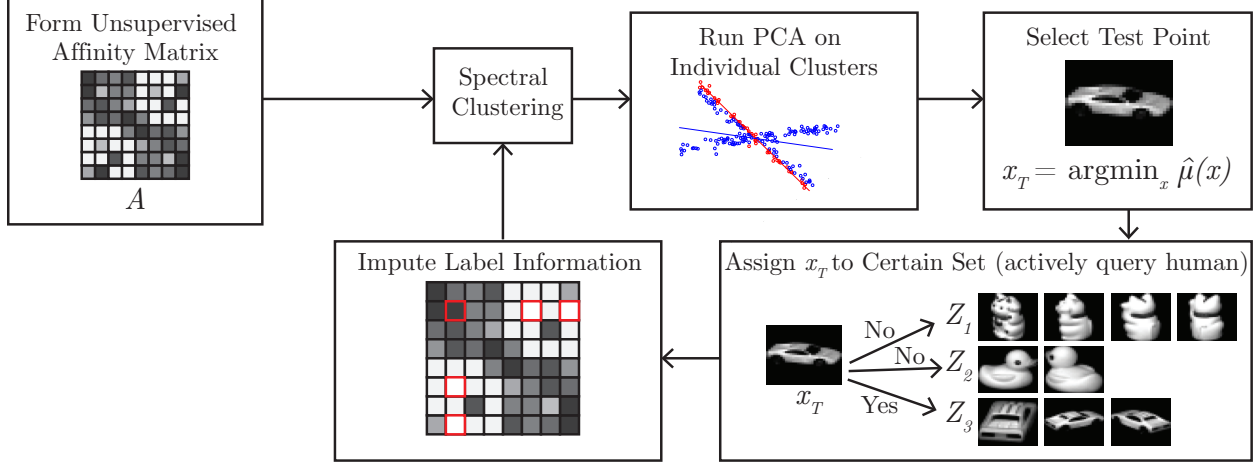 Form Unsupervised
Affinity Matrix
A
Spectral
Clustering
Run PCA on
Individual Clusters
Select Test Point
x_T = argmin_x μ̂(x)
Impute Label Information
Assign x_T to Certain Set (actively query human)
No
Z_1
No
Z_2
Yes
Z_3
x_T